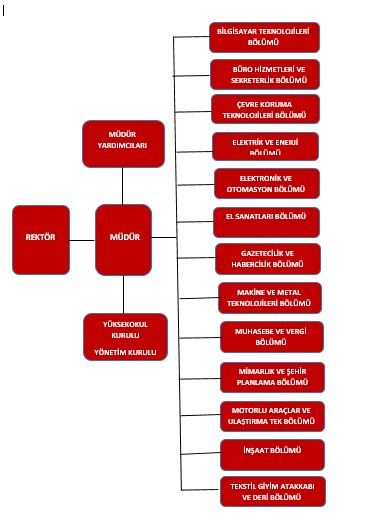 BİLGİSAYAR TEKNOLOJİLERİ
BÖLÜMÜ
BÜRO HİZMETLERİ VE
SEKRETERLİK BÖLÜMÜ
ÇEVRE KORUMA
TEKNOLOJİLERİ BÖLÜMÜ
MÜDÜR
YARDIMCILARI
ELEKTRİK VE ENERJİ
BÖLÜMÜ
ELEKTRONİK VE
OTOMASYON BÖLÜMÜ
EL SANATLARI BÖLÜMÜ
REKTÖR
MÜDÜR
GAZETECİLİK VE
HABERCİLİK BÖLÜMÜ
MAKİNE VE METAL
TEKNOLOJİLERİ BÖLÜMÜ
YÜKSEKOKUL
KURULU
YÖNETİM KURULU
MUHASEBE VE VERGİ
BÖLÜMÜ
MİMARLIK VE ŞEHİR
PLANLAMA BÖLÜMÜ
MOTORLU ARAÇLAR VE
ULAŞTIRMA TEK BÖLÜMÜ
İNŞAAT BÖLÜMÜ
TEKSTİL GİYİM ATAKKABI
VE DERİ BÖLÜMÜ